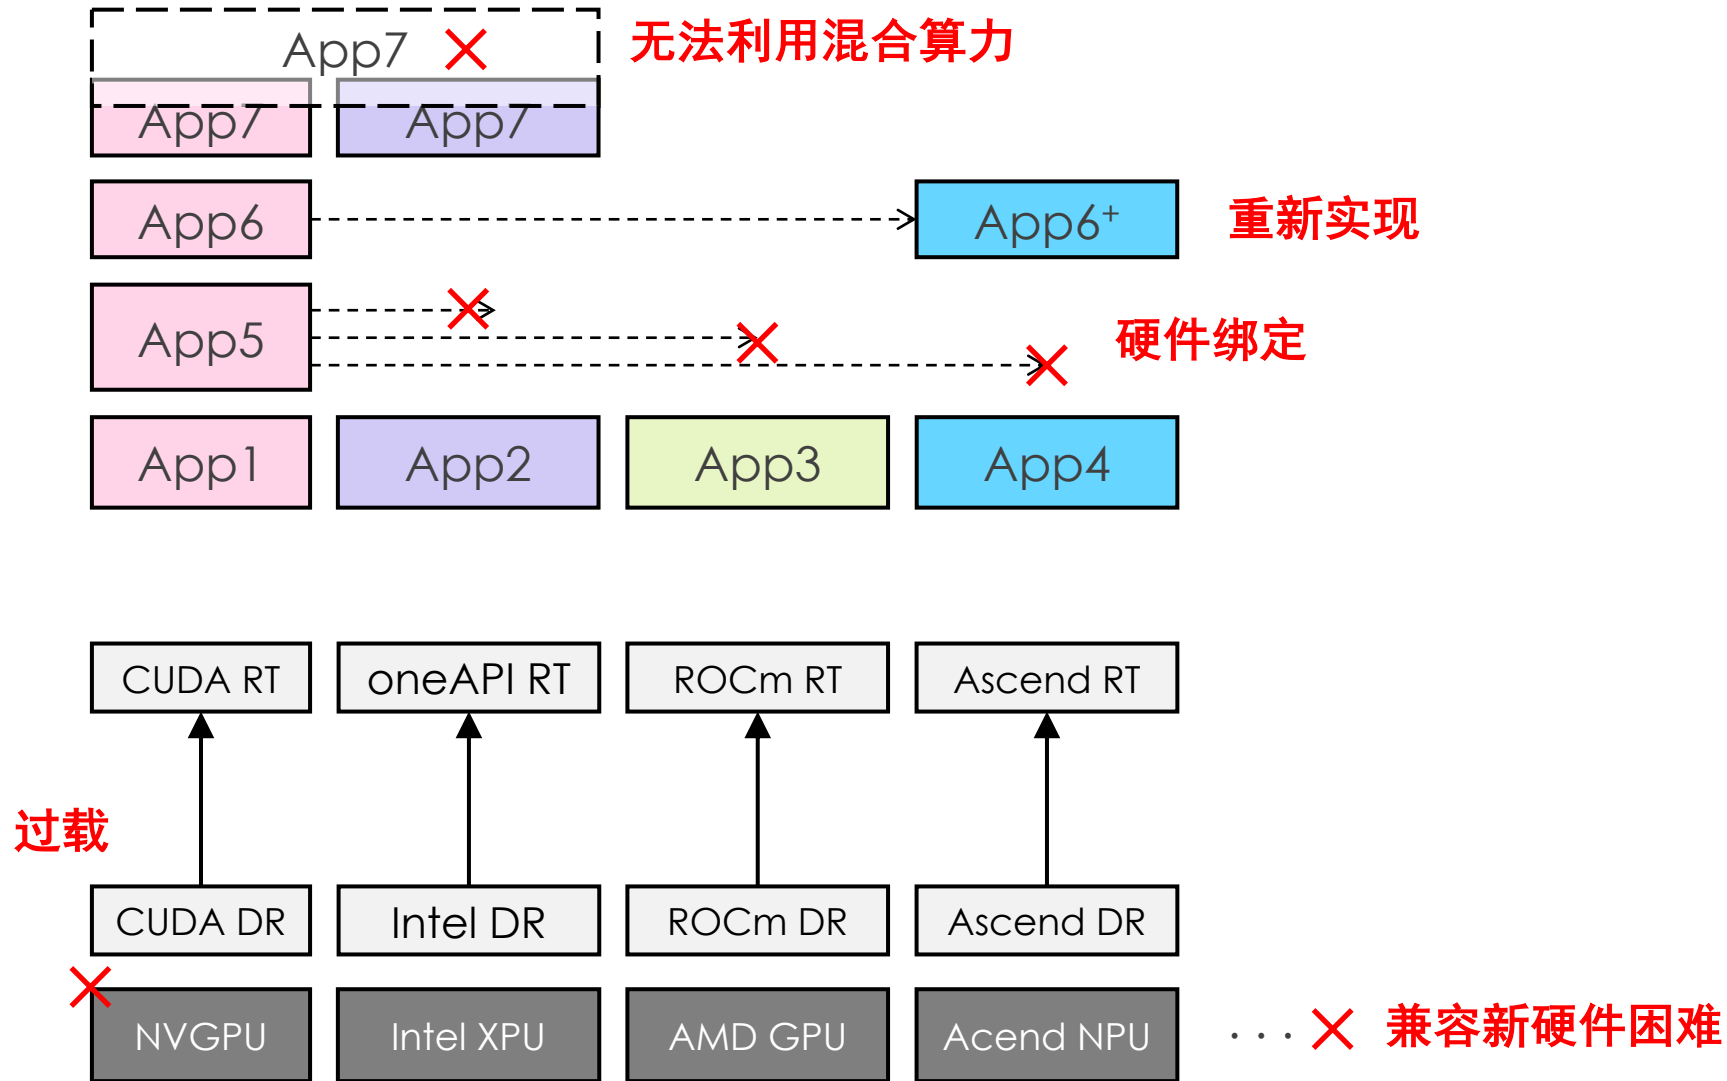 App7
无法利用混合算力
App7
App7
App6
App6+
重新实现
App5
硬件绑定
App1
App2
App3
App4
CUDA RT
oneAPI RT
ROCm RT
Ascend RT
过载
CUDA DR
Intel DR
ROCm DR
Ascend DR
NVGPU
Intel XPU
AMD GPU
Acend NPU
...
兼容新硬件困难